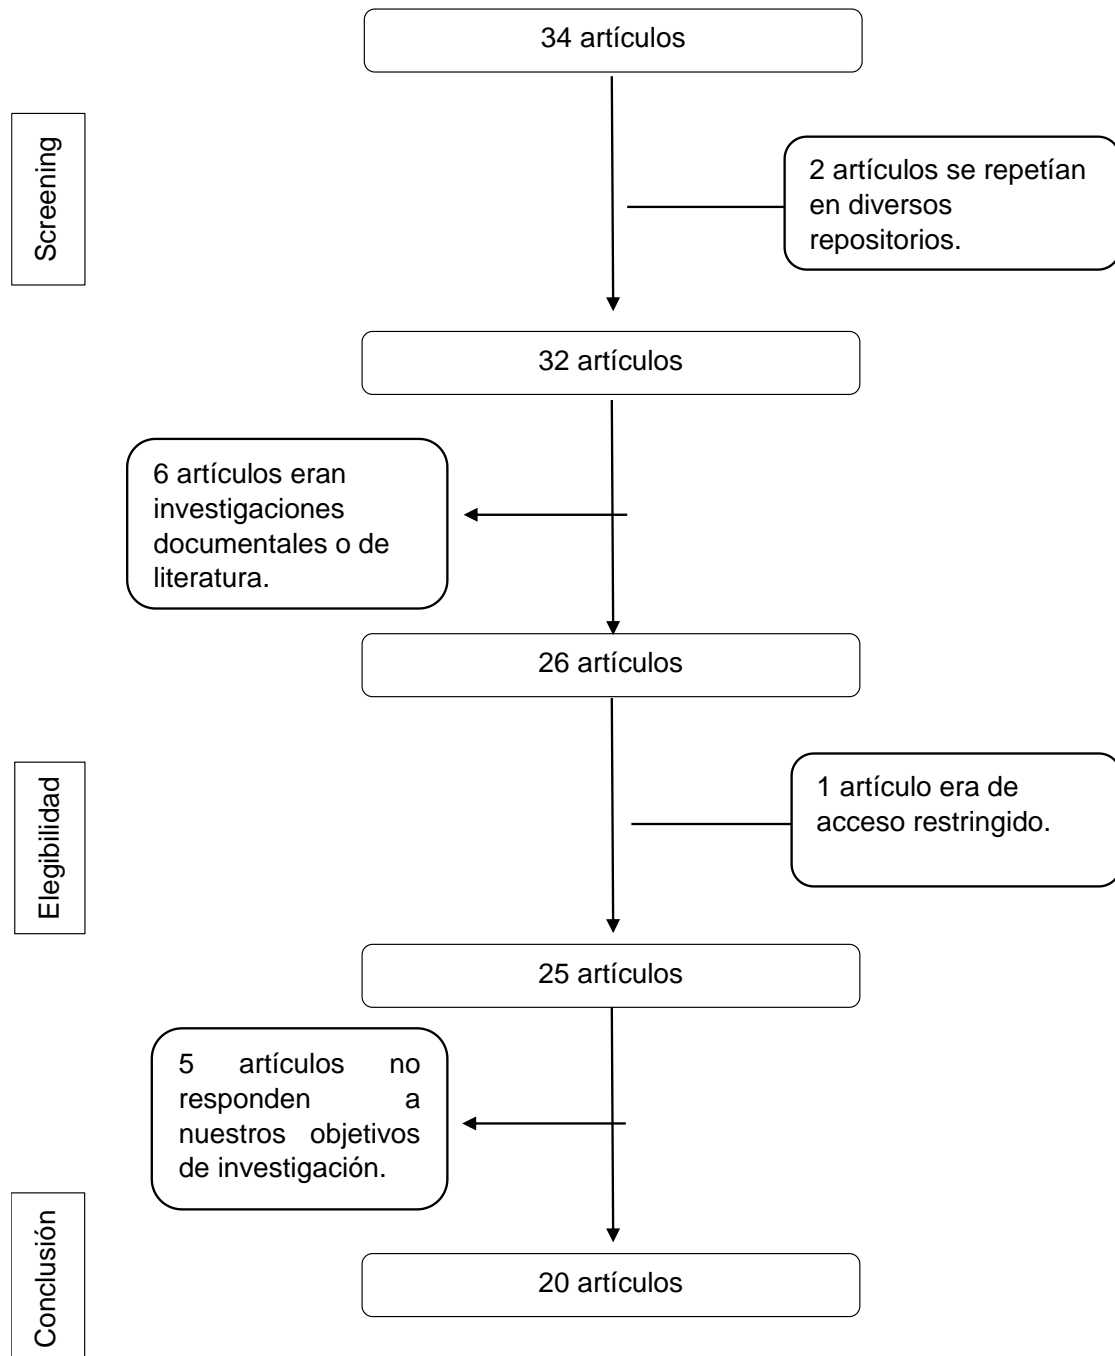 34 artículos
Screening
2 artículos se repetían
en diversos
repositorios.
32 artículos
6 artículos eran
investigaciones
documentales o de
literatura.
26 artículos
Elegibilidad
1 artículo era de
acceso restringido.
25 artículos
5 artículos no
responden a
nuestros objetivos
de investigación.
Conclusión
20 artículos